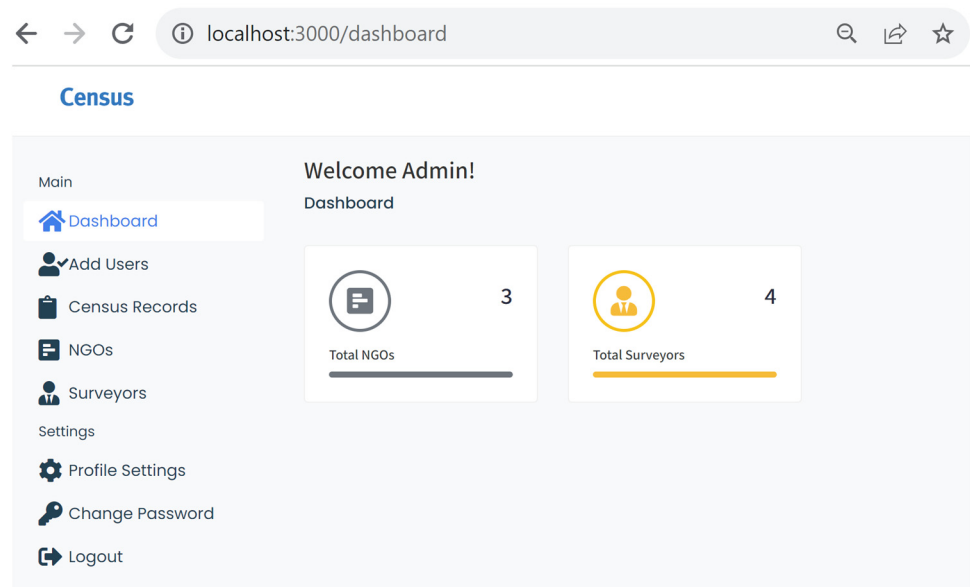 localhost:3000/dashboard
Census
Main
Dashboard
Add Users
Census Records
NGOs
Surveyors
Settings
Profile Settings
Change Password
Logout
Welcome Admin!
Dashboard
3
Total NGOs
4
Total Surveyors